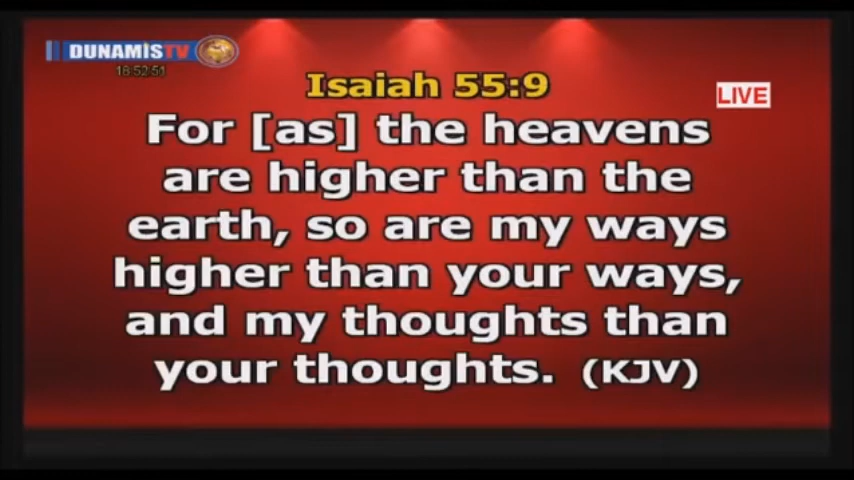 DUNAMIS TV
18:52:51
LIVE
Isaiah 55:9
For [as] the heavens
are higher than the
earth, so are my ways
higher than your ways,
and my thoughts than
your thoughts. (KJV)